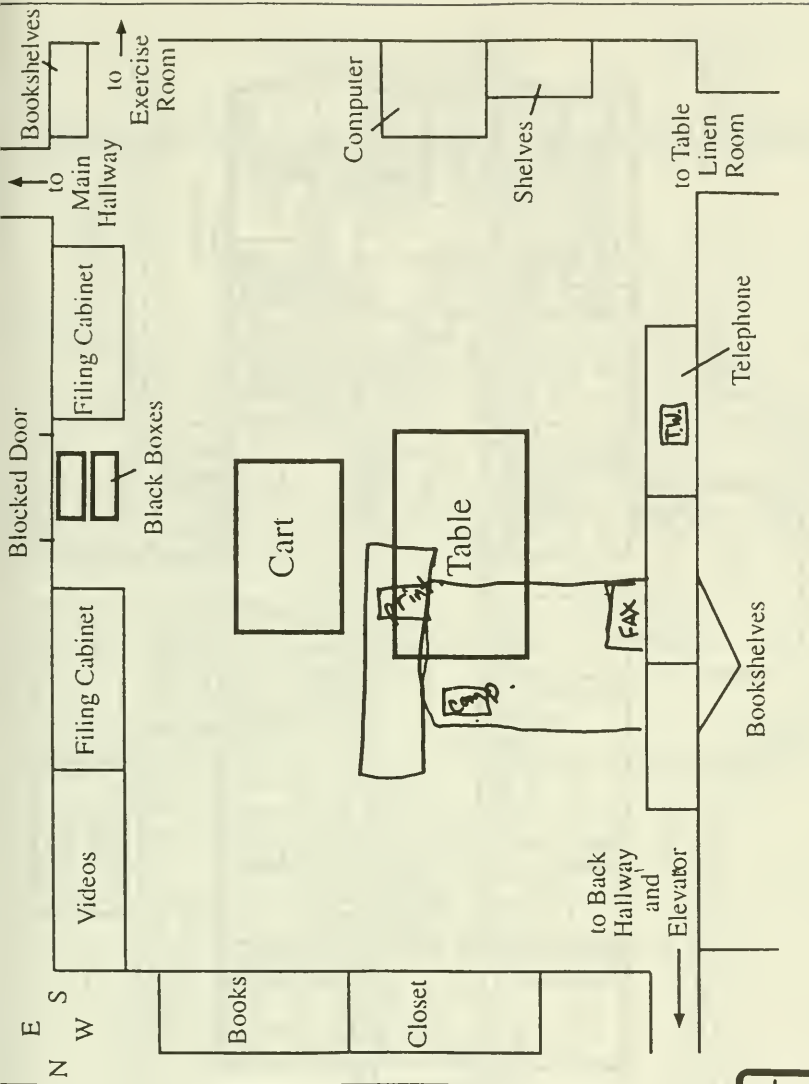 E
N
S
W
Bookshelves
to
Exercise
Room
to
Main
Hallway
Blocked Door
Filing Cabinet
Black Boxes
Filing Cabinet
Videos
Computer
Shelves
Cart
Table
Print
Comp.
FAX
T.W.
Books
Closet
to Table
Linen
Room
Telephone
Bookshelves
to Back
Hallway
and
Elevator